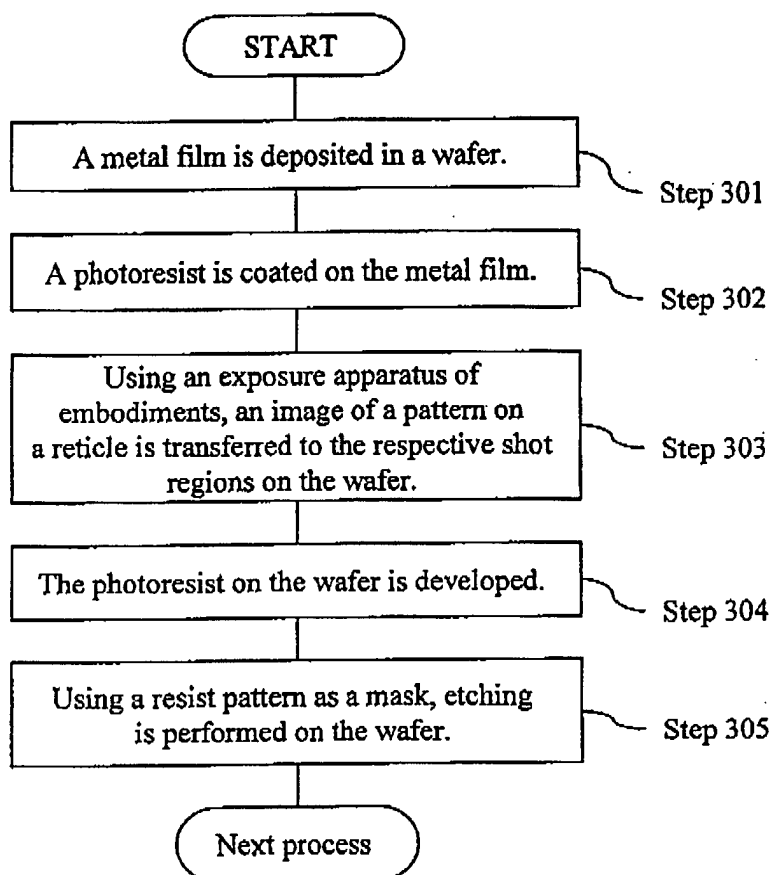 START
A metal film is deposited in a wafer.
Step 301
A photoresist is coated on the metal film.
Step 302
Using an exposure apparatus of
embodiments, an image of a pattern on
a reticle is transferred to the respective shot
regions on the wafer.
Step 303
The photoresist on the wafer is developed.
Step 304
Using a resist pattern as a mask, etching
is performed on the wafer.
Step 305
Next process